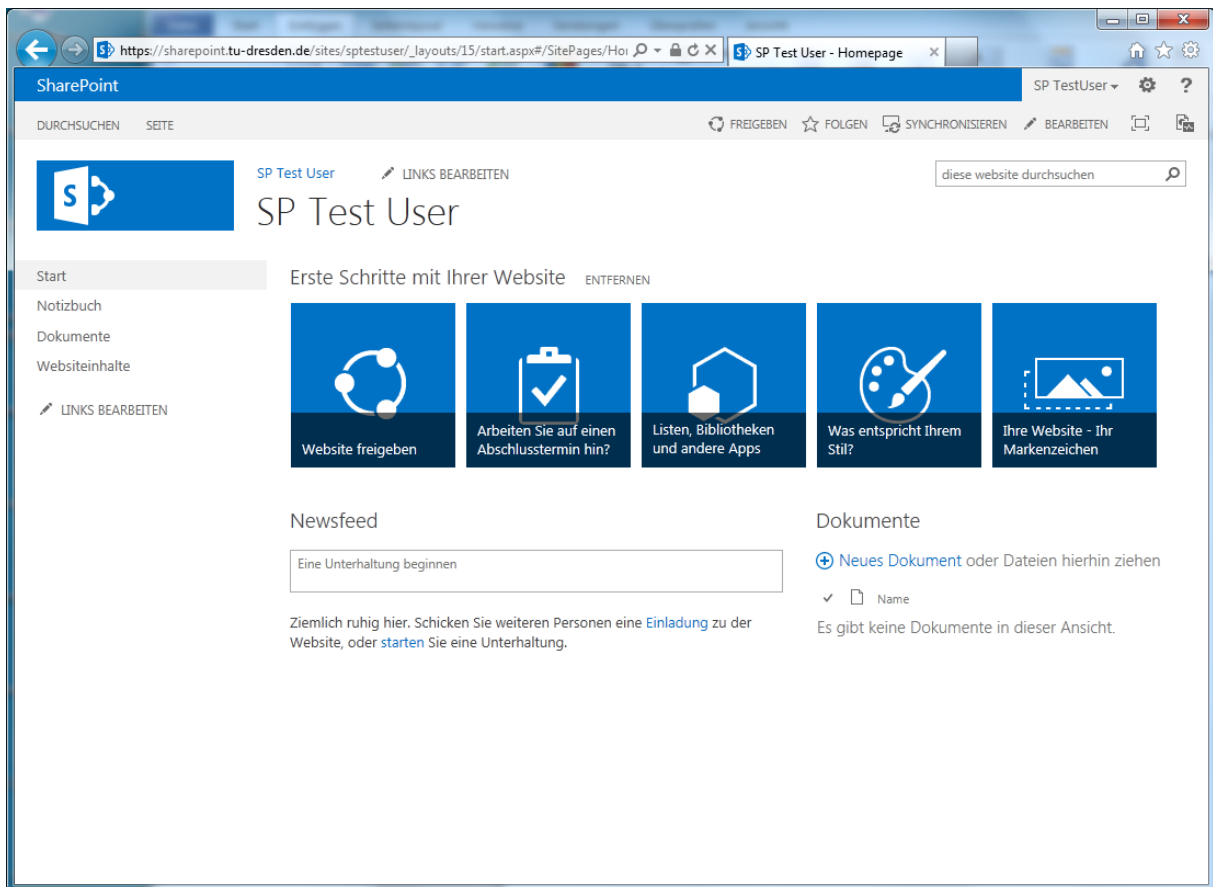 https://sharepoint.tu-dresden.de/sites/sptestuser/_layouts/15/start.aspx#/SitePages/Hor
SP Test User - Homepage
SharePoint
SP TestUser
?
DURCHSUCHEN SEITE
FREIGEBEN FOLGEN SYNCHRONISIEREN BEARBEITEN
SP Test User LINKS BEARBEITEN
diese website durchsuchen
SP Test User
Start
Notizbuch
Dokumente
Websiteinhalte
LINKS BEARBEITEN
Erste Schritte mit Ihrer Website ENTFERNEN
Website freigeben
Arbeiten Sie auf einen
Abschlusstermin hin?
Listen, Bibliotheken
und andere Apps
Was entspricht Ihrem
Stil?
Ihre Website - Ihr
Markenzeichen
Newsfeed
Eine Unterhaltung beginnen
Ziemlich ruhig hier. Schicken Sie weiteren Personen eine Einladung zu der
Website, oder starten Sie eine Unterhaltung.
Dokumente
Neues Dokument oder Dateien hierhin ziehen
Name
Es gibt keine Dokumente in dieser Ansicht.